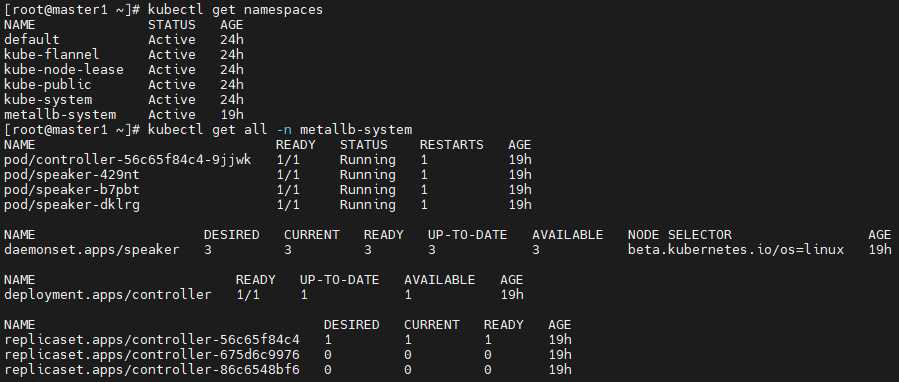 [root@master1 ~]# kubectl get namespaces
NAME              STATUS   AGE
default           Active   24h
kube-flannel      Active   24h
kube-node-lease   Active   24h
kube-public       Active   24h
kube-system       Active   24h
metallb-system    Active   19h
[root@master1 ~]# kubectl get all -n metallb-system
NAME                              READY   STATUS    RESTARTS   AGE
pod/controller-56c65f84c4-9jjwk   1/1     Running   1          19h
pod/speaker-429nt                 1/1     Running   1          19h
pod/speaker-b7pbt                 1/1     Running   1          19h
pod/speaker-dklrg                 1/1     Running   1          19h
NAME                     DESIRED   CURRENT   READY   UP-TO-DATE   AVAILABLE   NODE SELECTOR                 AGE
daemonset.apps/speaker   3         3         3       3            3           beta.kubernetes.io/os=linux   19h
NAME                         READY   UP-TO-DATE   AVAILABLE   AGE
deployment.apps/controller   1/1     1            1           19h
NAME                                    DESIRED   CURRENT   READY   AGE
replicaset.apps/controller-56c65f84c4   1         1         1       19h
replicaset.apps/controller-675d6c9976   0         0         0       19h
replicaset.apps/controller-86c6548bf6   0         0         0       19h